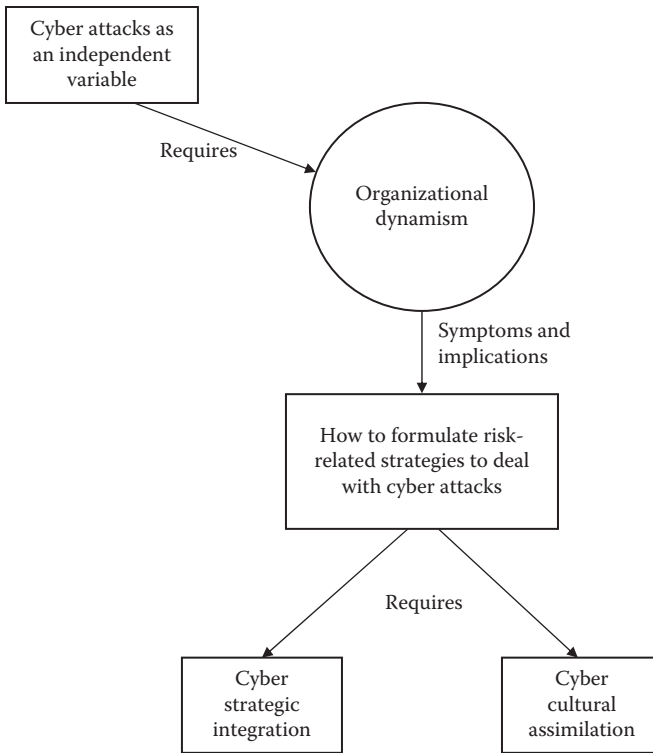 Cyber attacks as
an independent
variable
Requires
Organizational
dynamism
Symptoms and
implications
How to formulate risk-
related strategies to deal
with cyber attacks
Requires
Cyber
strategic
integration
Cyber
cultural
assimilation